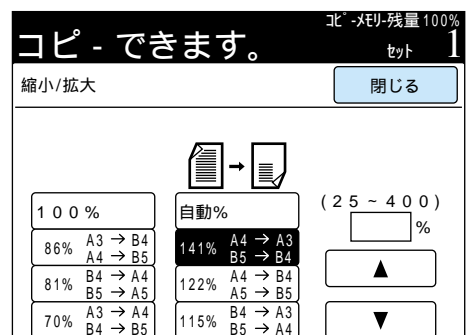 コピ-ﾒﾓﾘ-残量100%
コピ-できます。
セット 1
縮小/拡大
閉じる
100%
自動%
(25~400)
%
86% A3→B4
A4→B5
141% A4→A3
B5→B4
81% B4→A4
B5→A5
122% A4→B4
A5→B5
70% A3→A4
B4→B5
115% B4→A3
B5→A4